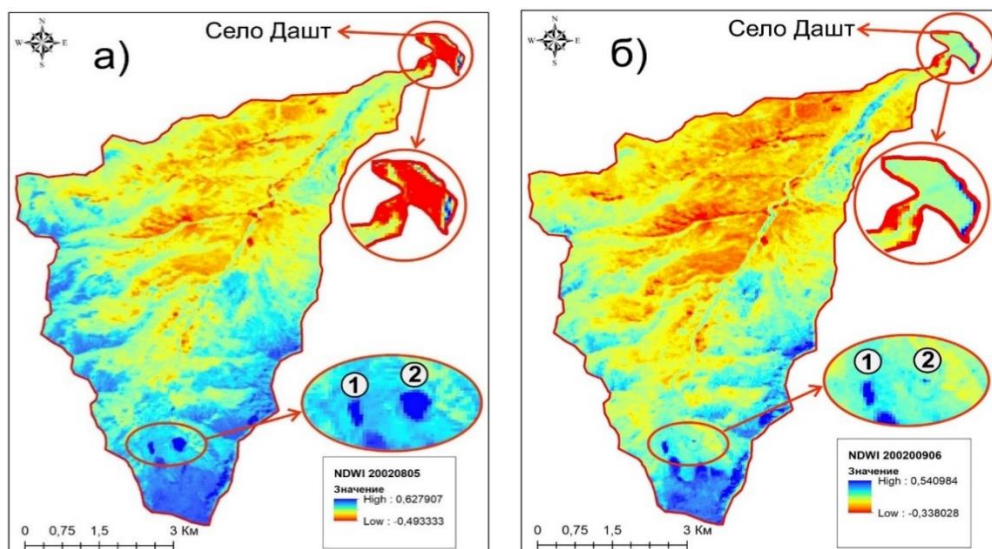 Село Дашт
а)
N
W E
S
1 2
NDWI 20020805
Значение
High : 0,627907
Low : -0,493333
0 0,75 1,5 3 Км
Село Дашт
б)
N
W E
S
1 2
NDWI 200200906
Значение
High : 0,540984
Low : -0,338028
0 0,75 1,5 3 Км